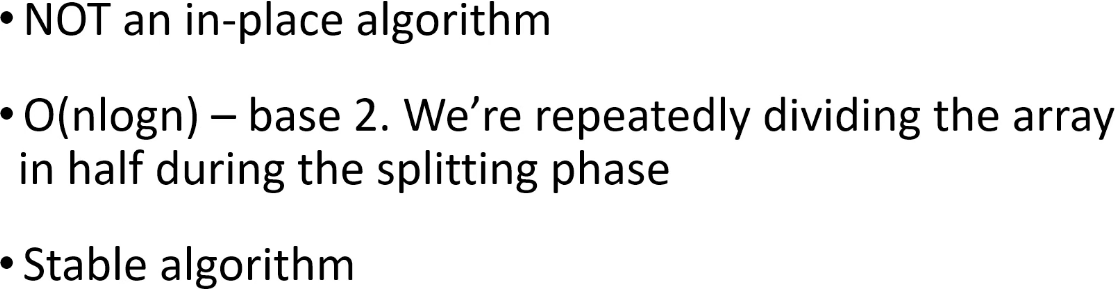 • NOT an in-place algorithm
• O(nlogn) – base 2. We’re repeatedly dividing the array
in half during the splitting phase
• Stable algorithm